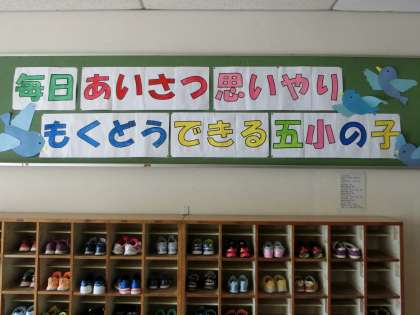 毎日あいさつ思いやり
もくどうできる五小の子